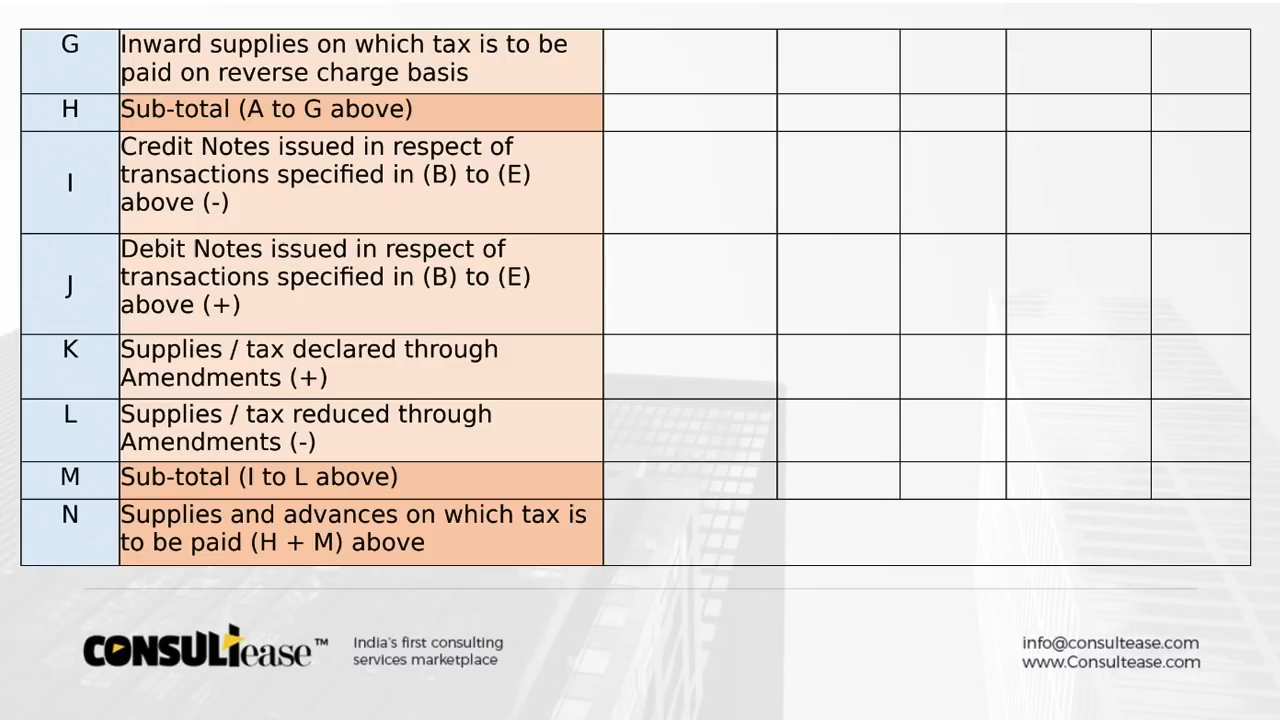 G
Inward supplies on which tax is to be
paid on reverse charge basis
H
Sub-total (A to G above)
I
Credit Notes issued in respect of
transactions specified in (B) to (E)
above (-)
J
Debit Notes issued in respect of
transactions specified in (B) to (E)
above (+)
K
Supplies / tax declared through
Amendments (+)
L
Supplies / tax reduced through
Amendments (-)
M
Sub-total (I to L above)
N
Supplies and advances on which tax is
to be paid (H + M) above
CONSULTease™
India's first consulting
services marketplace
info@consultease.com
www.Consultease.com